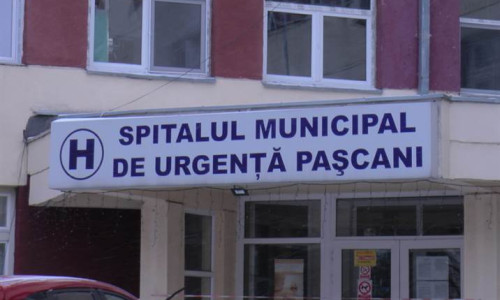 H
SPITALUL MUNICIPAL
DE URGENȚĂ PAŞCANI